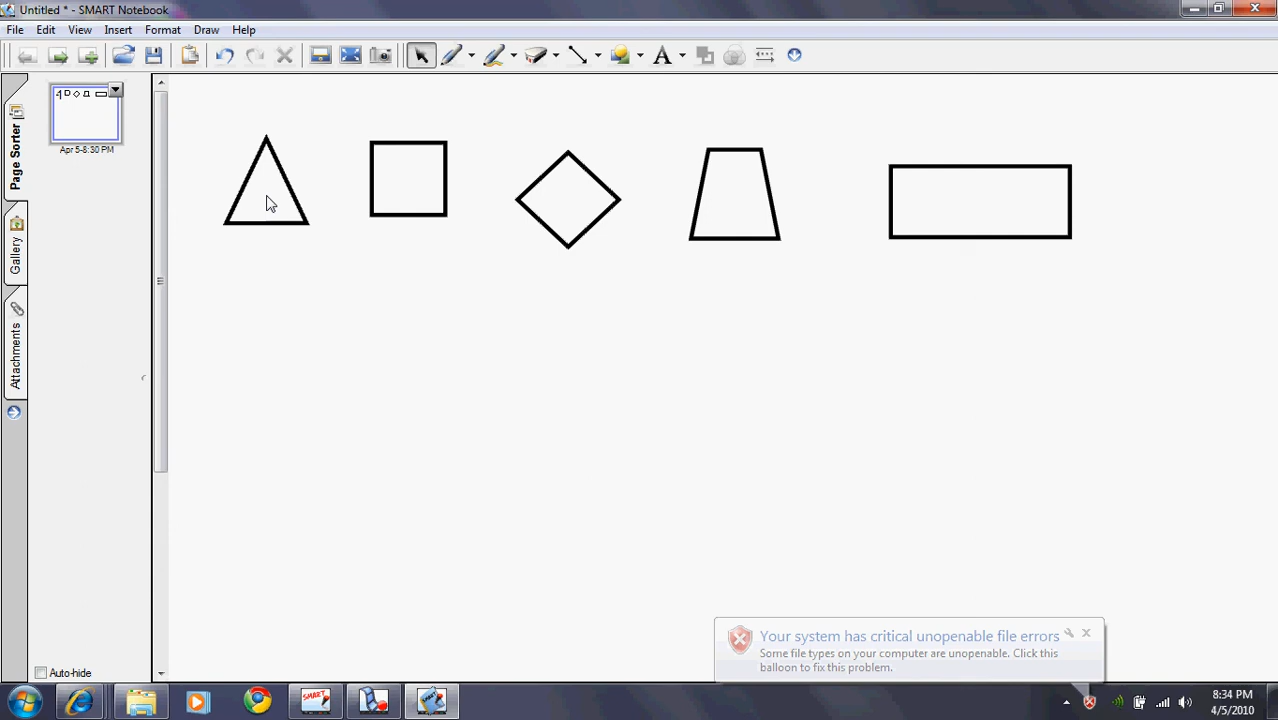 Untitled * - SMART Notebook
File Edit View Insert Format Draw Help
A
Page Sorter
Gallery
Attachments
Apr 5-8:30 PM
Auto-hide
Your system has critical unopenable file errors
Some file types on your computer are unopenable. Click this
balloon to fix this problem.
SMART
8:34 PM
4/5/2010